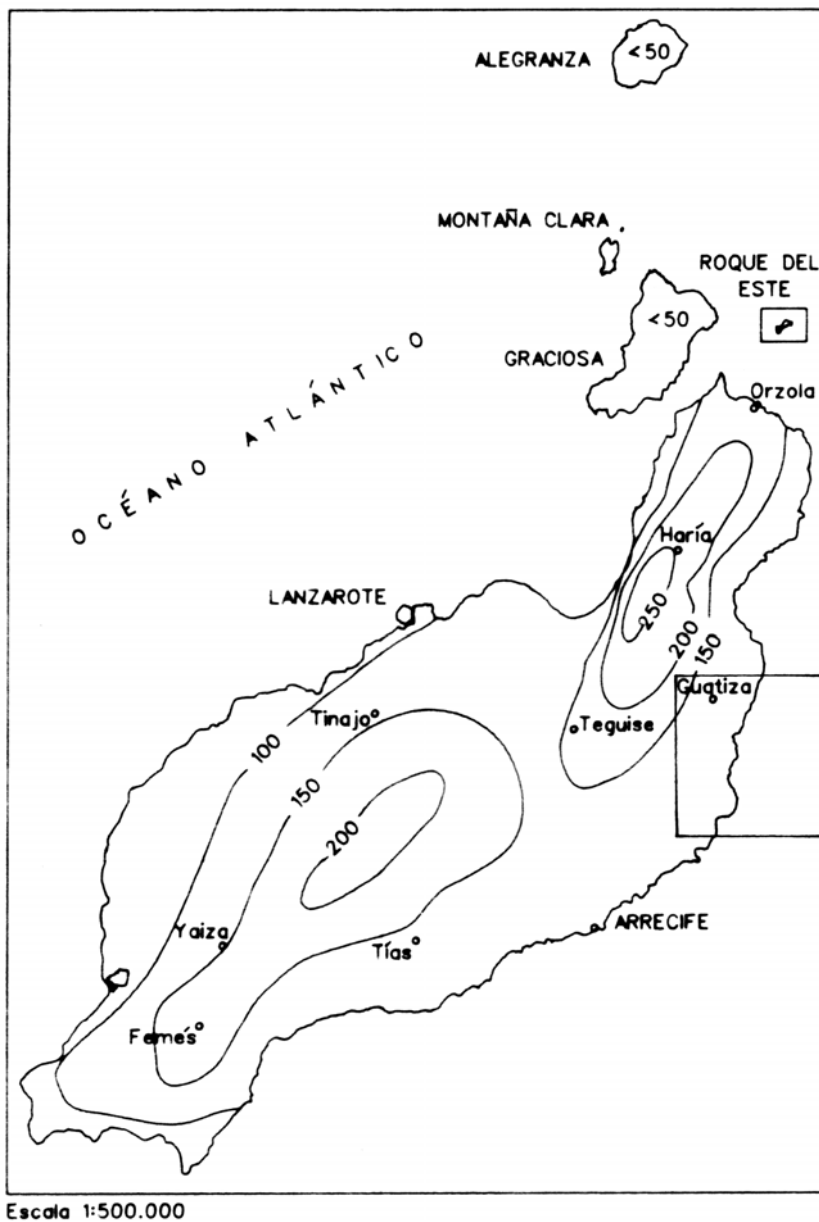 ALEGRANZA
<50
MONTAÑA CLARA
ROQUE DEL
ESTE
<50
GRACIOSA
OCÉANO ATLÁNTICO
Orzola
Haría
LANZAROTE
250
200
150
Guatiza
Tinajo
Teguise
100
150
200
Yaiza
Tías
ARRECIFE
Femés
Escala 1:500.000